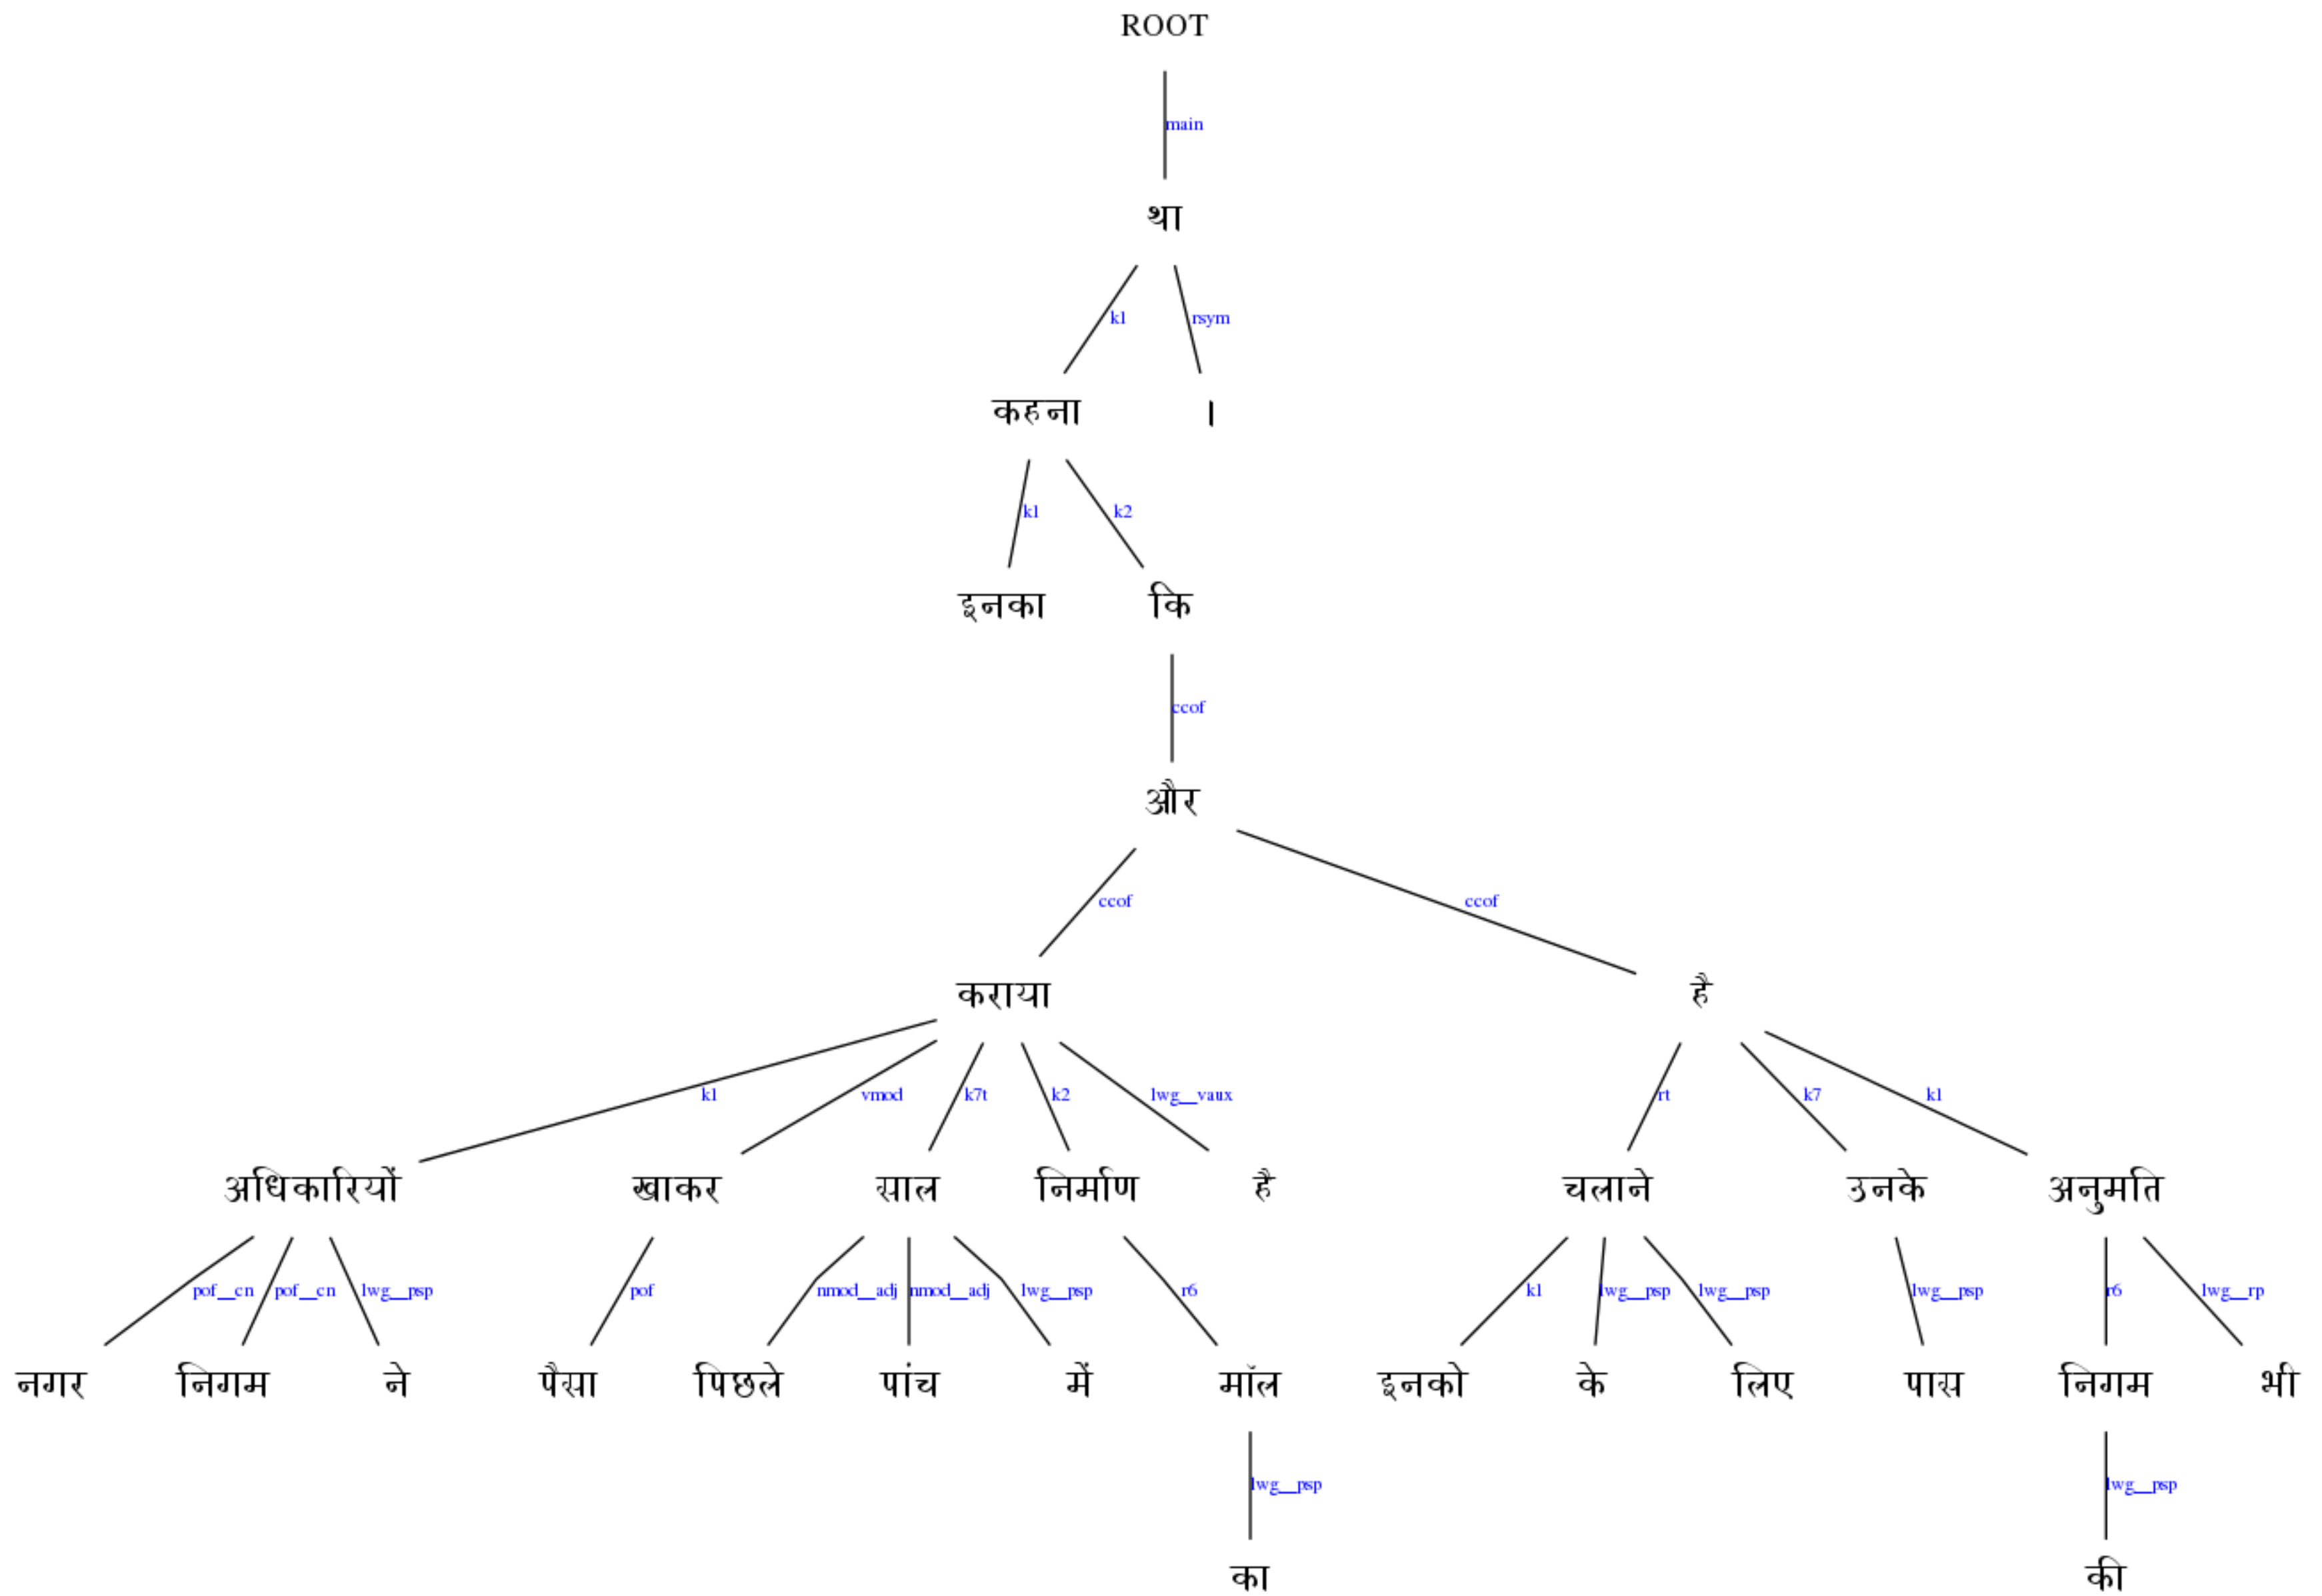 ROOT
main
था
k1 rsym
कहना ।
k1 k2
इनका कि
ccof
और
ccof ccof
कराया है
k1 vmod k7t k2 lwg__vaux rt k7 k1
अधिकारियों खाकर साल निर्माण है चलाने उनके अनुमति
pof__cn pof__cn lwg__psp pof nmod__adj nmod__adj lwg__psp r6 k1 lwg__psp lwg__psp lwg__psp r6 lwg__rp
नगर निगम ने पैसा पिछले पांच में मॉल इनको के लिए पास निगम भी
lwg__psp lwg__psp
का की